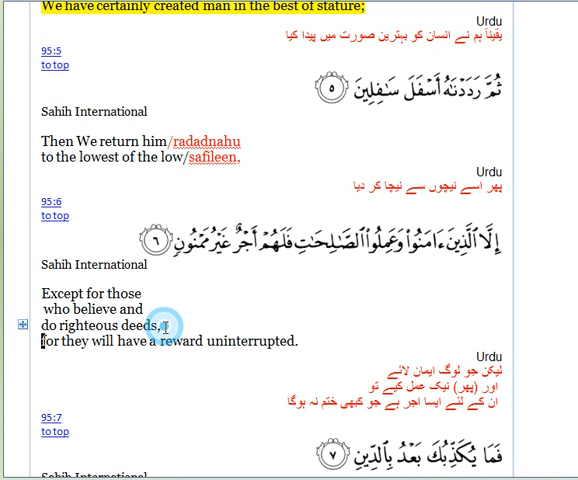 We have certainly created man in the best of stature;
Urdu
یقیناً ہم نے انسان کو بہترین صورت میں پیدا کیا
95:5
to top
ثُمَّ رَدَدْنَٰهُ أَسْفَلَ سَٰفِلِينَ ٥
Sahih International
Then We return him/radadnahu
to the lowest of the low/safileen,
Urdu
پھر اسے نیچوں سے نیچا کر دیا
95:6
to top
إِلَّا ٱلَّذِينَ ءَامَنُوا۟ وَعَمِلُوا۟ ٱلصَّٰلِحَٰتِ فَلَهُمْ أَجْرٌ غَيْرُ مَمْنُونٍ ٦
Sahih International
Except for those
who believe and
do righteous deeds,
for they will have a reward uninterrupted.
Urdu
لیکن جو لوگ ایمان لائے
اور (پھر) نیک عمل کیے تو
ان کے لئے ایسا اجر ہے جو کبھی ختم نہ ہوگا
95:7
to top
فَمَا يُكَذِّبُكَ بَعْدُ بِٱلدِّينِ ٧
Sahih International